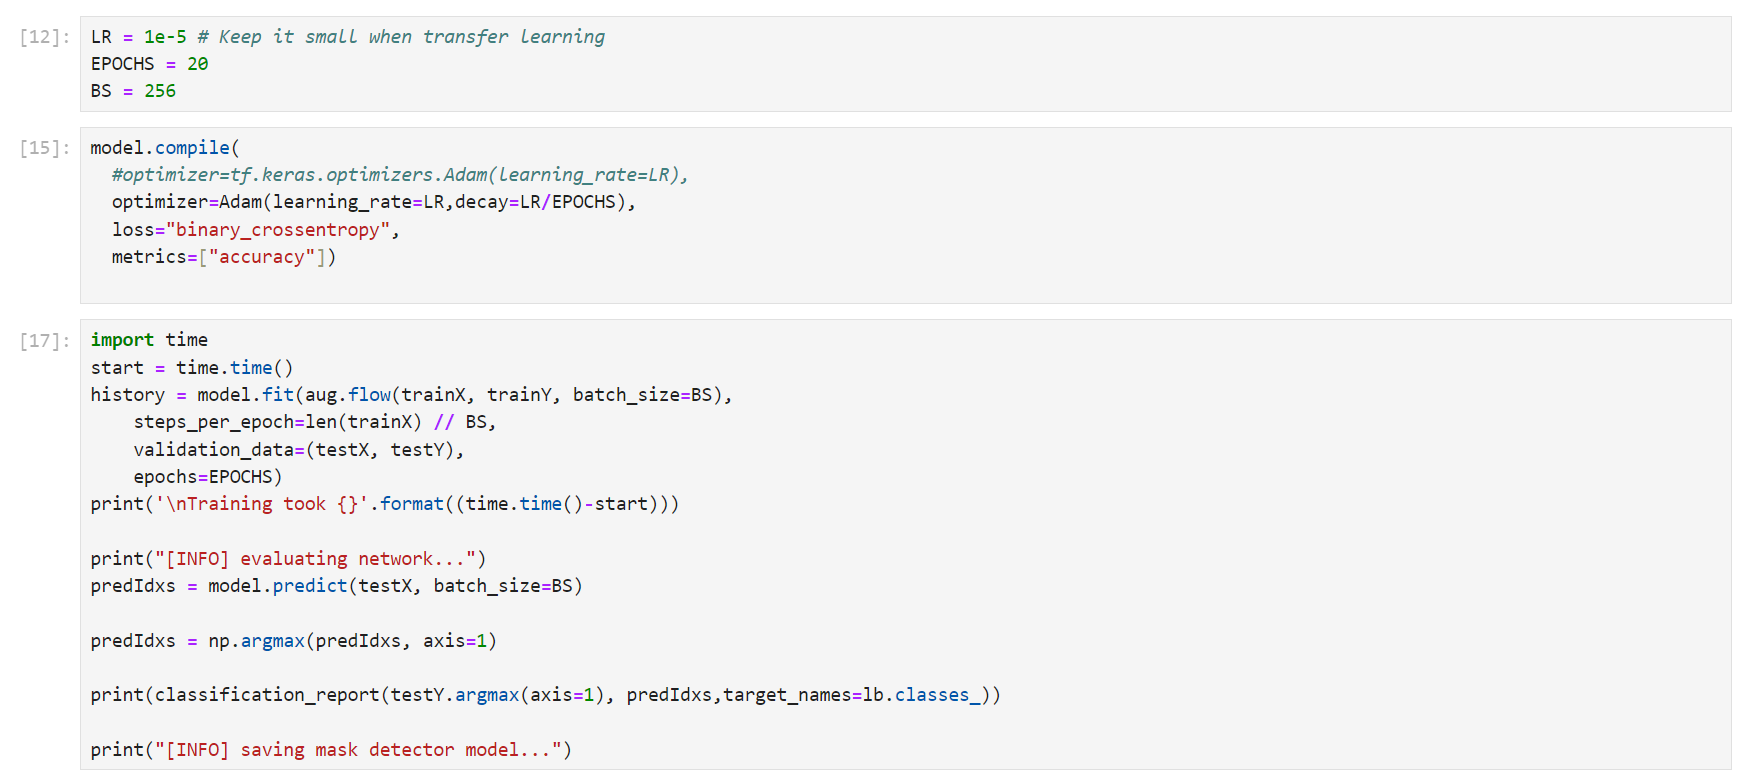 [12]: LR = 1e-5 # Keep it small when transfer learning
EPOCHS = 20
BS = 256
[15]: model.compile(
#optimizer=tf.keras.optimizers.Adam(learning_rate=LR),
optimizer=Adam(learning_rate=LR,decay=LR/EPOCHS),
loss="binary_crossentropy",
metrics=["accuracy"])
[17]: import time
start = time.time()
history = model.fit(aug.flow(trainX, trainY, batch_size=BS),
steps_per_epoch=len(trainX) // BS,
validation_data=(testX, testY),
epochs=EPOCHS)
print('\nTraining took {}'.format((time.time()-start)))
print("[INFO] evaluating network...")
predIdxs = model.predict(testX, batch_size=BS)
predIdxs = np.argmax(predIdxs, axis=1)
print(classification_report(testY.argmax(axis=1), predIdxs,target_names=lb.classes_))
print("[INFO] saving mask detector model...")